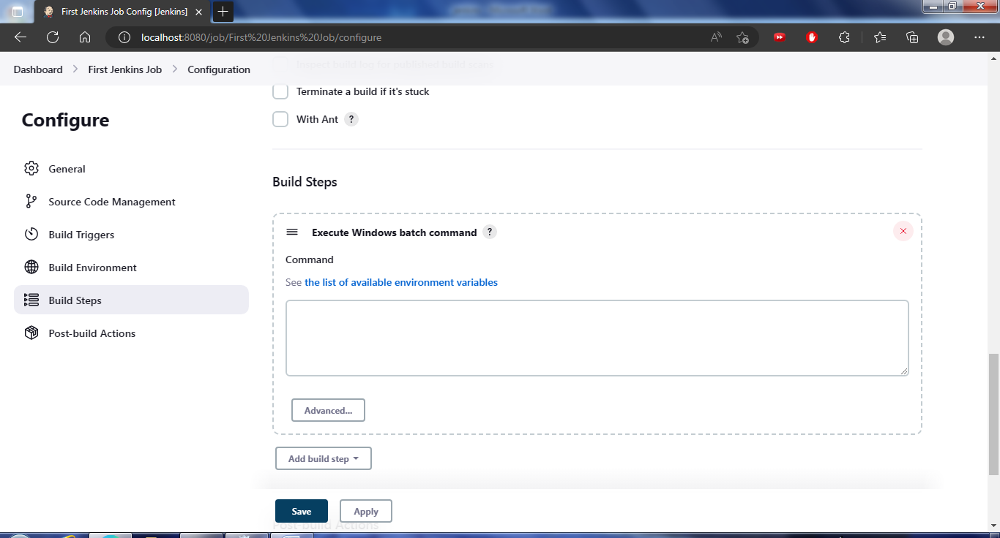 First Jenkins Job Config [Jenkins]
localhost:8080/job/First%20Jenkins%20Job/configure
Dashboard > First Jenkins Job > Configuration
Inspect build log for published build scans
Terminate a build if it's stuck
With Ant ?
Configure
General
Source Code Management
Build Triggers
Build Environment
Build Steps
Post-build Actions
Build Steps
Execute Windows batch command ?
Command
See the list of available environment variables
Advanced...
Add build step
Save
Apply
Post-build Actions